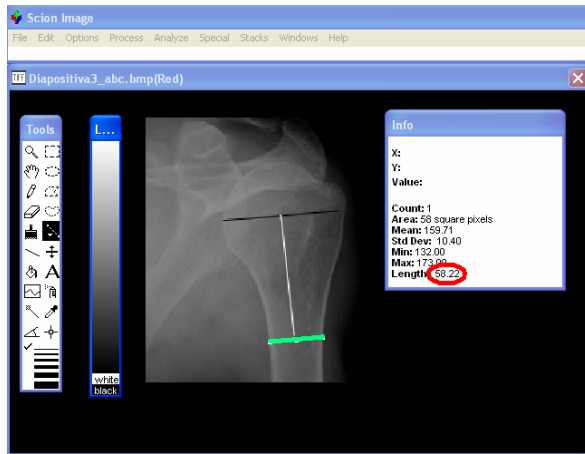 Scion Image
File Edit Options Process Analyze Special Stacks Windows Help
TIFF Diapositiva3_abc.bmp(Red)
Tools
L...
A
white
black
Info
X:
Y:
Value:
Count: 1
Area: 58 square pixels
Mean: 159.71
Std Dev: 10.40
Min: 132.00
Max: 173.00
Length: 58.22